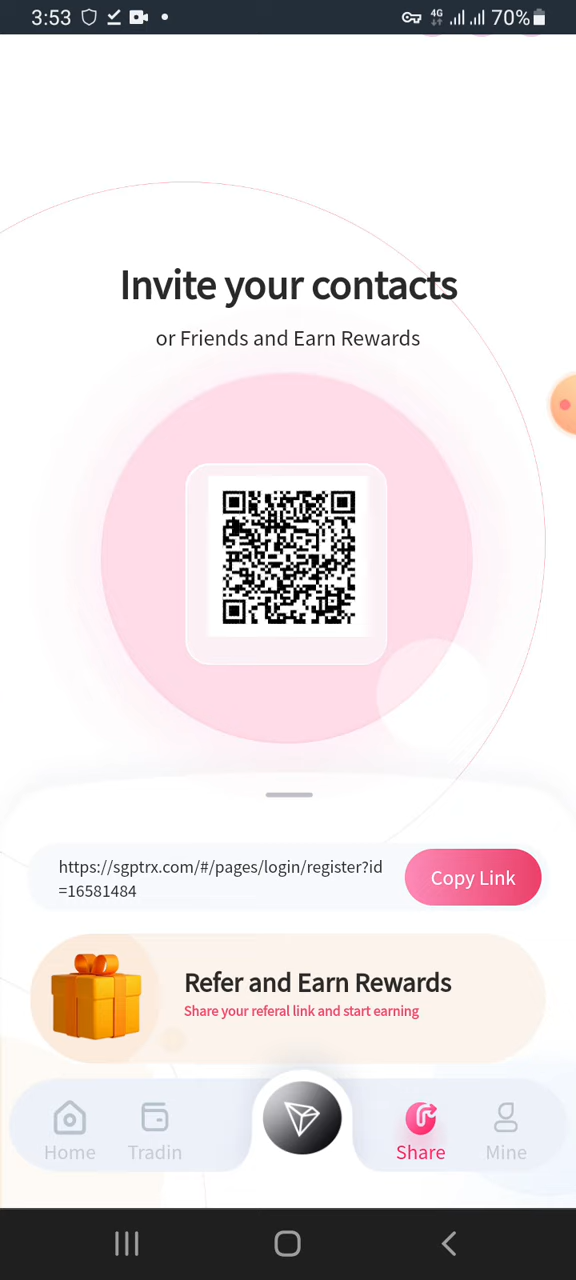 3:53
4G
70%
Invite your contacts
or Friends and Earn Rewards
https://sgptrx.com/#/pages/login/register?id
=16581484
Copy Link
Refer and Earn Rewards
Share your referal link and start earning
Home
Tradin
Share
Mine